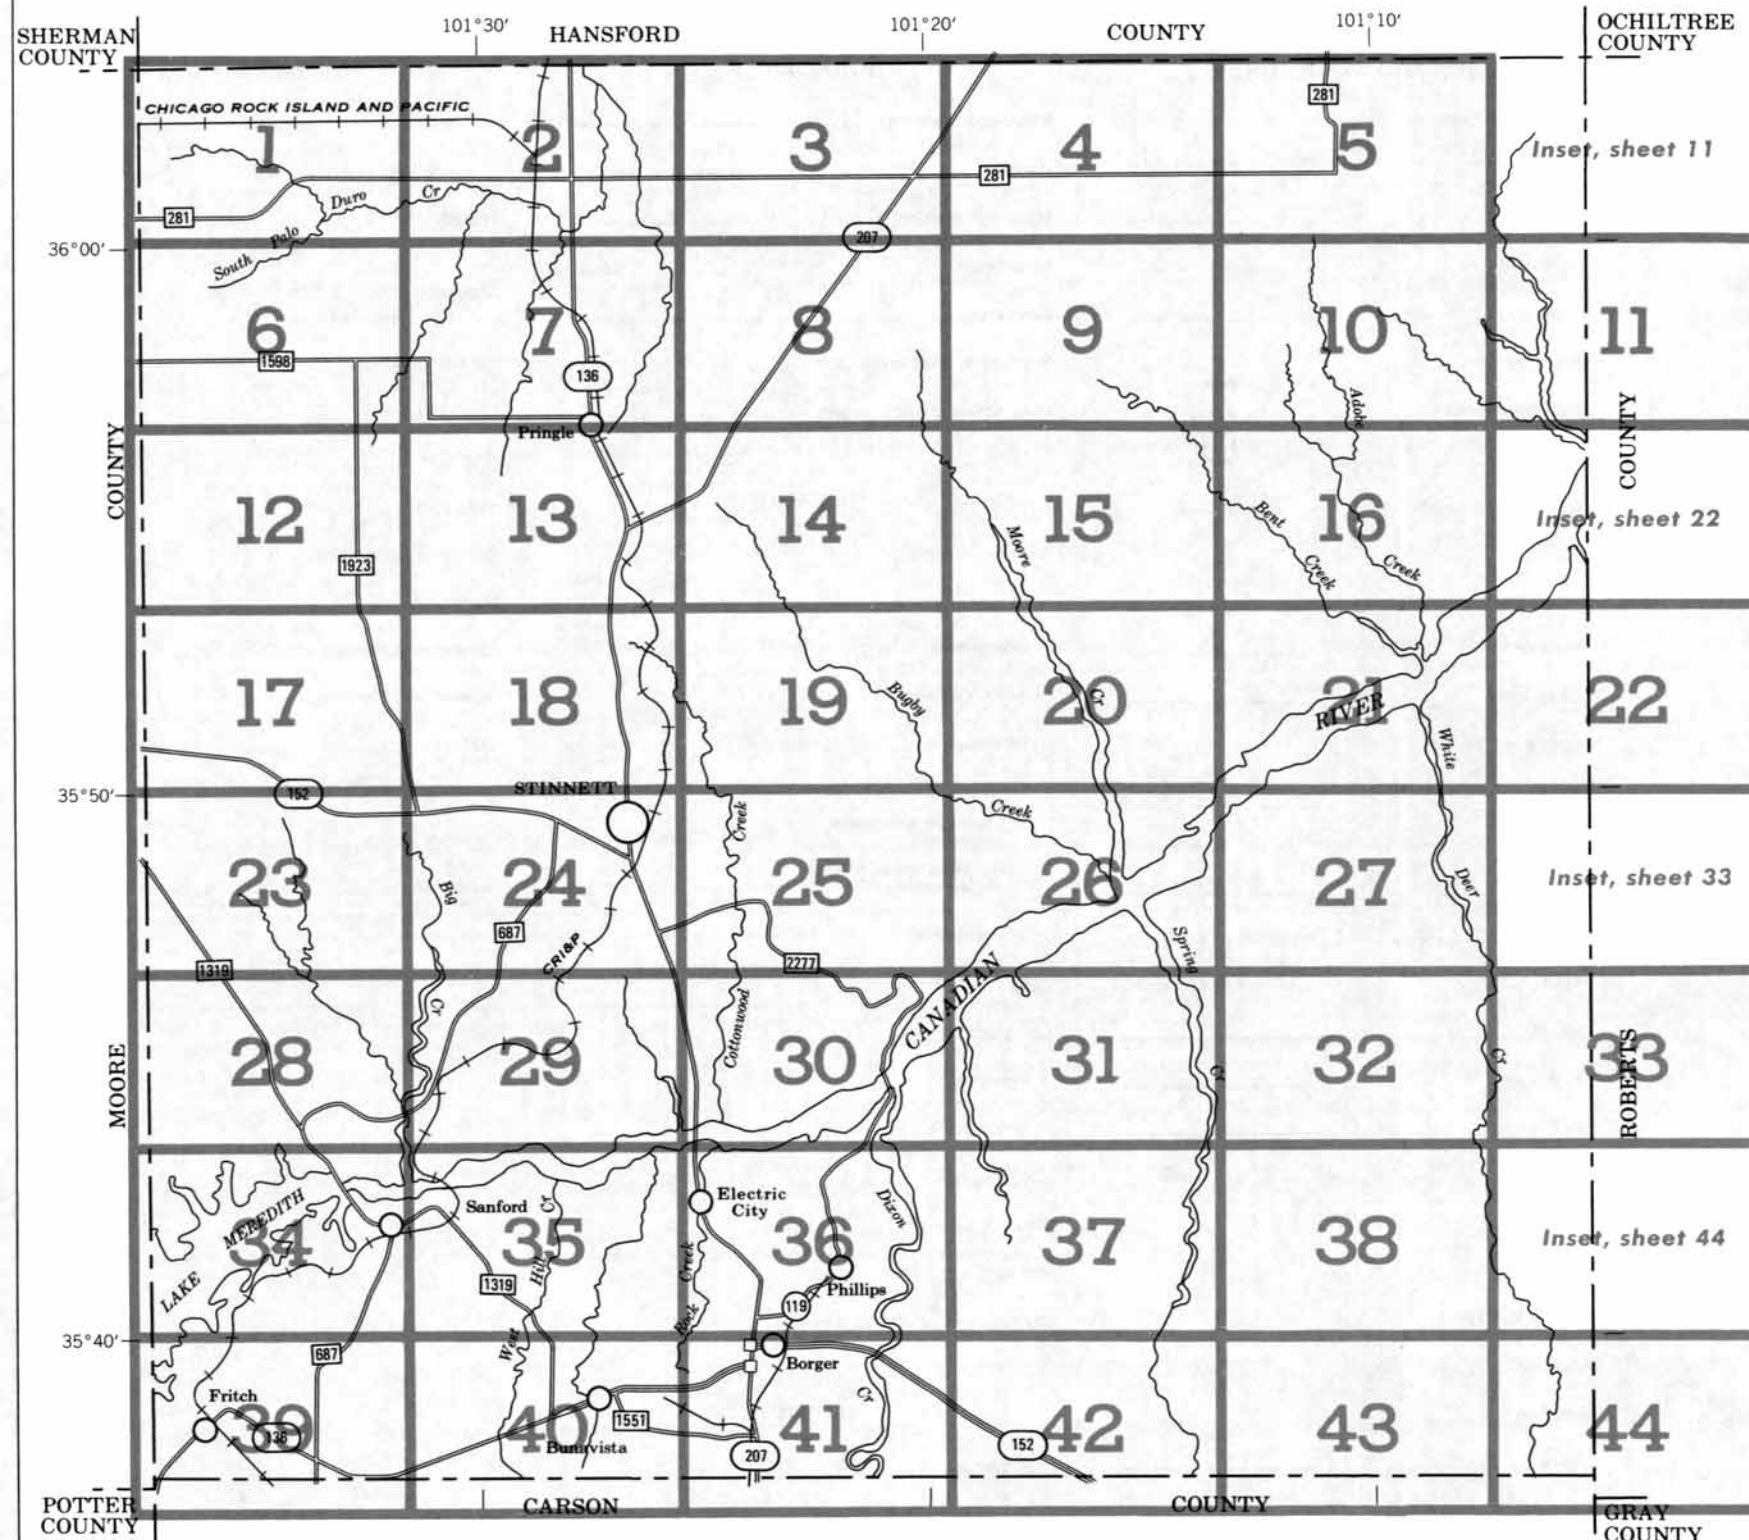 SHERMAN
COUNTY
101°30′
HANSFORD
101°20′
COUNTY
101°10′
OCHILTREE
COUNTY
CHICAGO ROCK ISLAND AND PACIFIC
281
1
2
3
4
5
Inset, sheet 11
281
281
South Palo Duro Cr
207
36°00′
6
7
8
9
10
11
1598
136
Adobe
Creek
Pringle
COUNTY
COUNTY
12
13
14
15
16
Inset, sheet 22
1923
Moore
Cr
Bent
Creek
17
18
19
20
21
22
Bugby
Creek
RIVER
White
Deer
Cr
152
STINNETT
35°50′
23
24
25
26
27
Inset, sheet 33
Big
Cr
687
CRI&P
Creek
2277
Spring
Cr
1319
CANADIAN
Cottonwood
28
29
30
31
32
33
MOORE
ROBERTS
LAKE MEREDITH
Sanford
Electric
City
Dixon
Cr
34
35
36
37
38
Inset, sheet 44
1319
West
Hill
Cr
Rock
Creek
Phillips
119
35°40′
687
Borger
Fritch
39
136
40
Bunavista
1551
41
207
152
42
43
44
POTTER
COUNTY
CARSON
COUNTY
GRAY
COUNTY